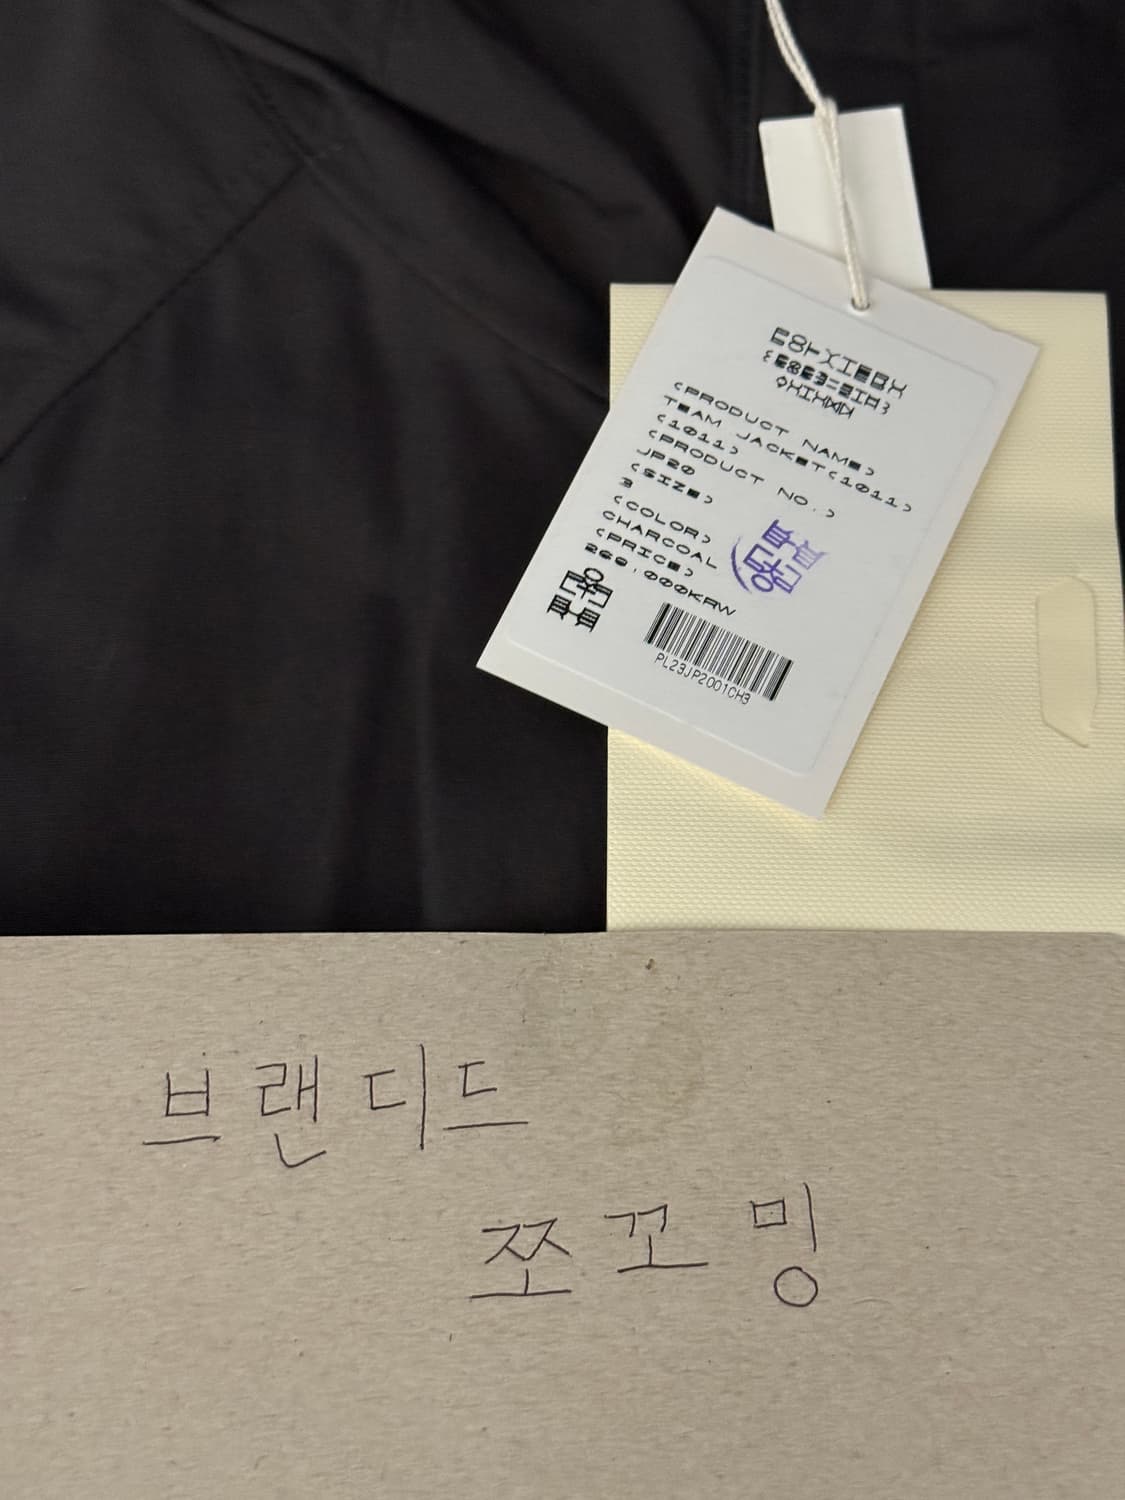 <PRODUCT NAME>
TEAM JACKET<1011>
<1011>
<PRODUCT NO.>
JP20
<SIZE>
3
<COLOR>
CHARCOAL
<PRICE>
,000KRW
PL23JP2001CH3
브랜디드
쪼꼬밍